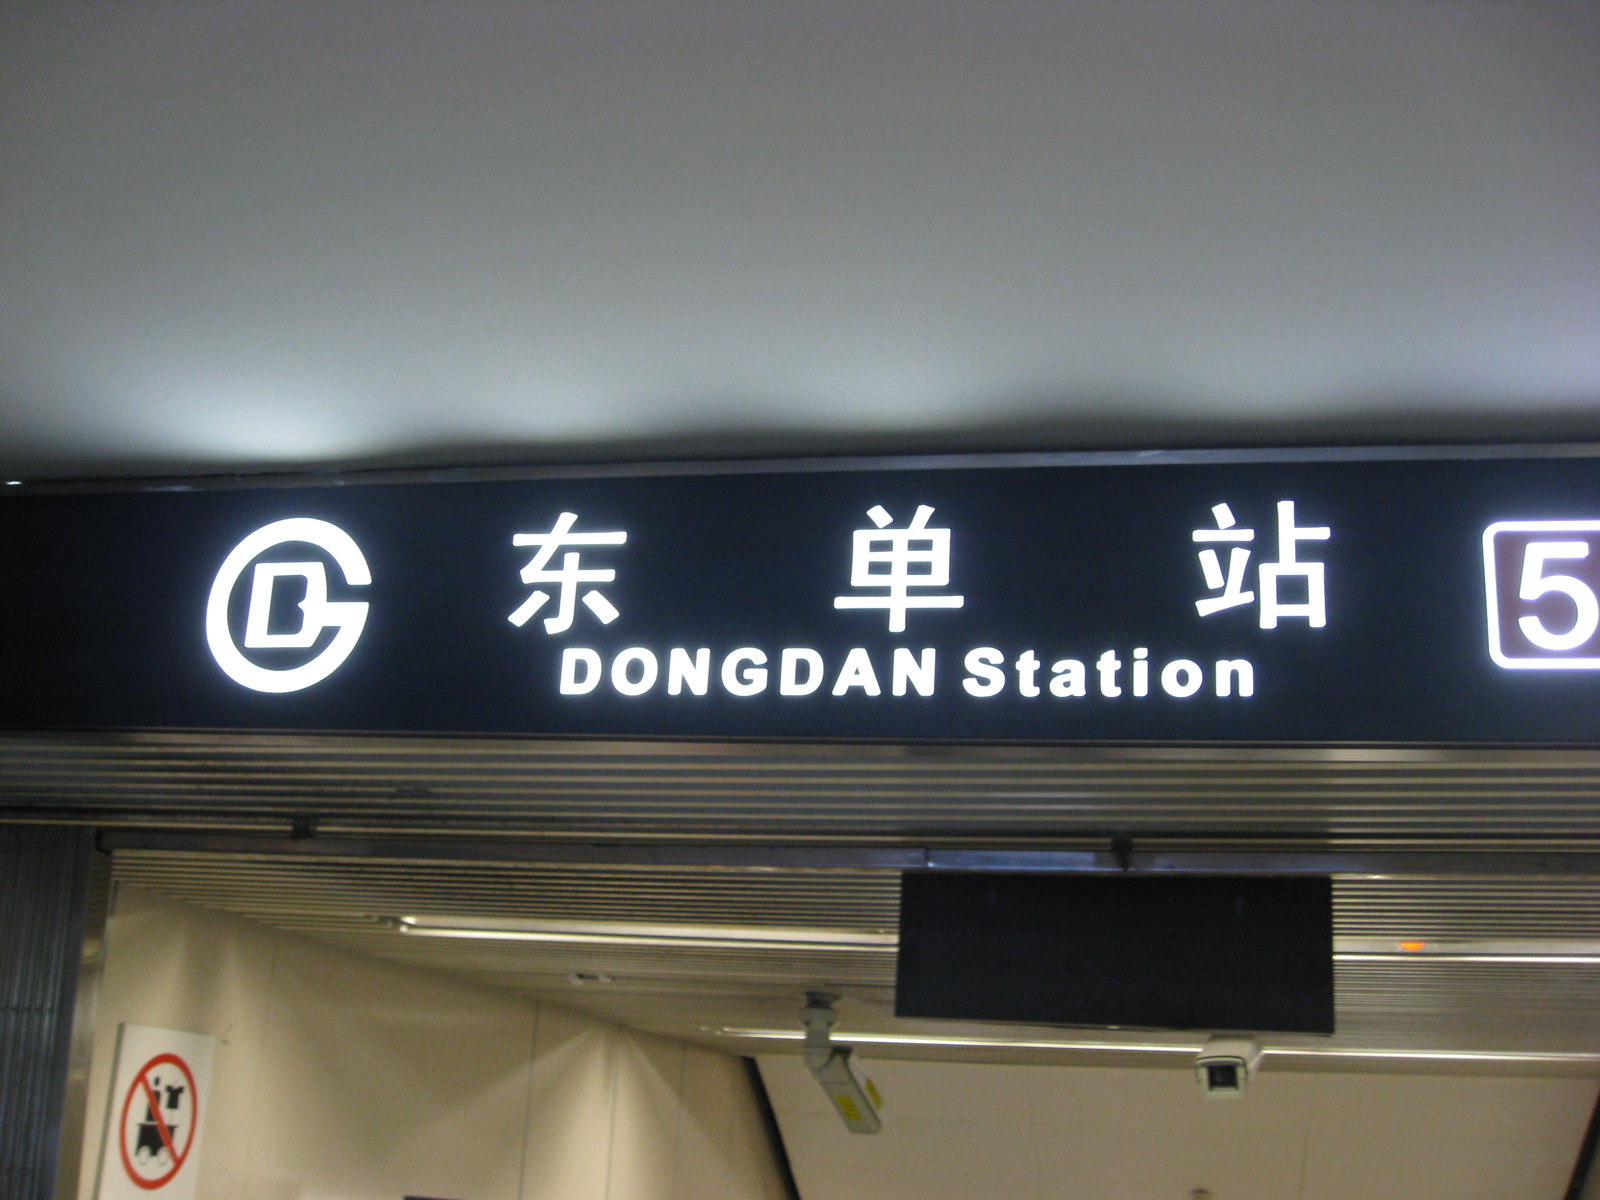 东单站
DONGDAN Station
5